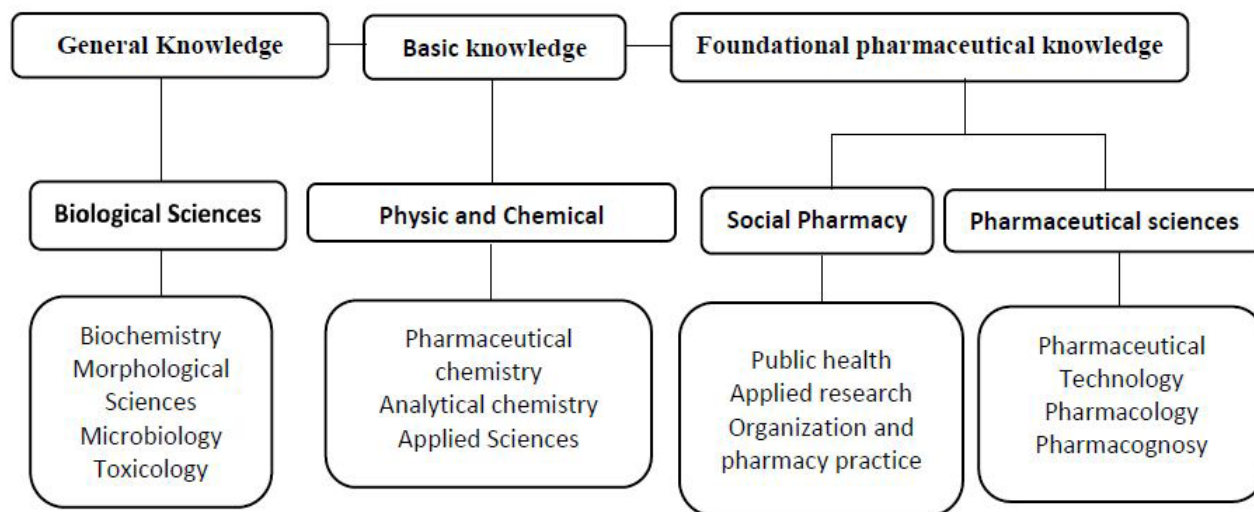 General Knowledge
Basic knowledge
Foundational pharmaceutical knowledge
Biological Sciences
Physic and Chemical
Social Pharmacy
Pharmaceutical sciences
Biochemistry
Morphological
Sciences
Microbiology
Toxicology
Pharmaceutical
chemistry
Analytical chemistry
Applied Sciences
Public health
Applied research
Organization and
pharmacy practice
Pharmaceutical
Technology
Pharmacology
Pharmacognosy